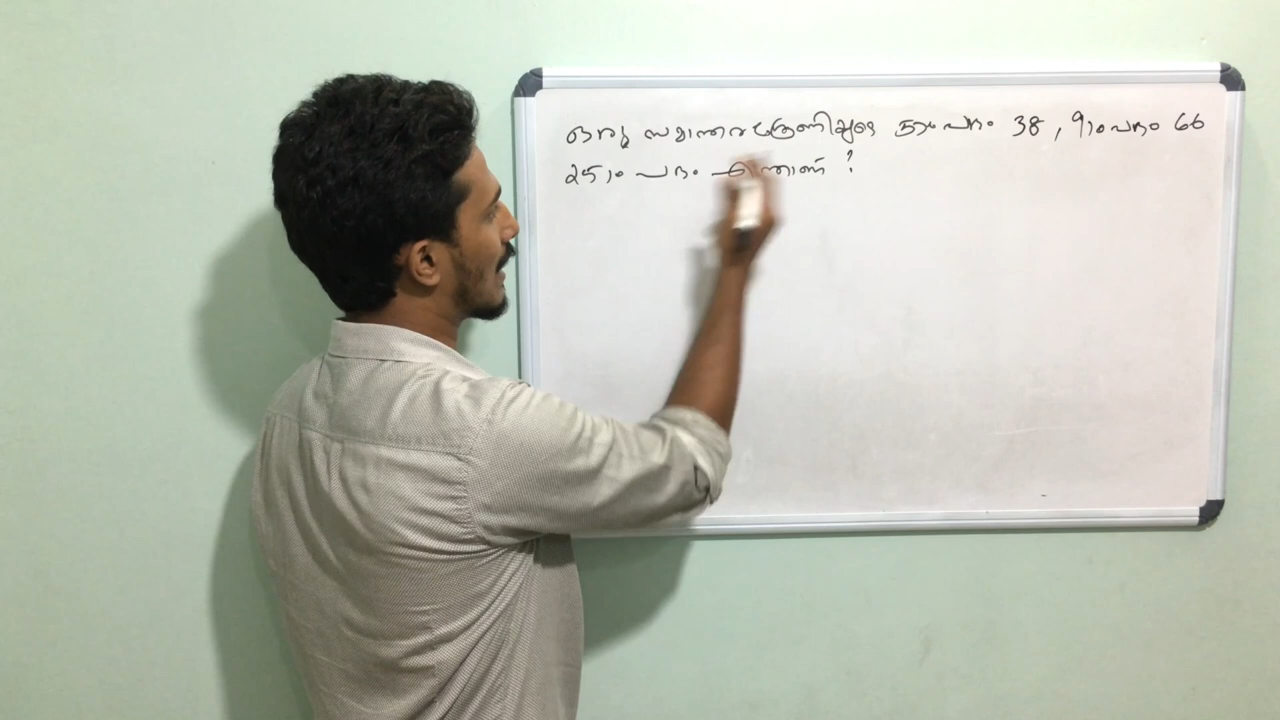 ഒരു സമാന്തരശ്രേണിയുടെ 5ാം പദം 38, 9ാം പദം 66
25ാം പദം എന്താണ് ?